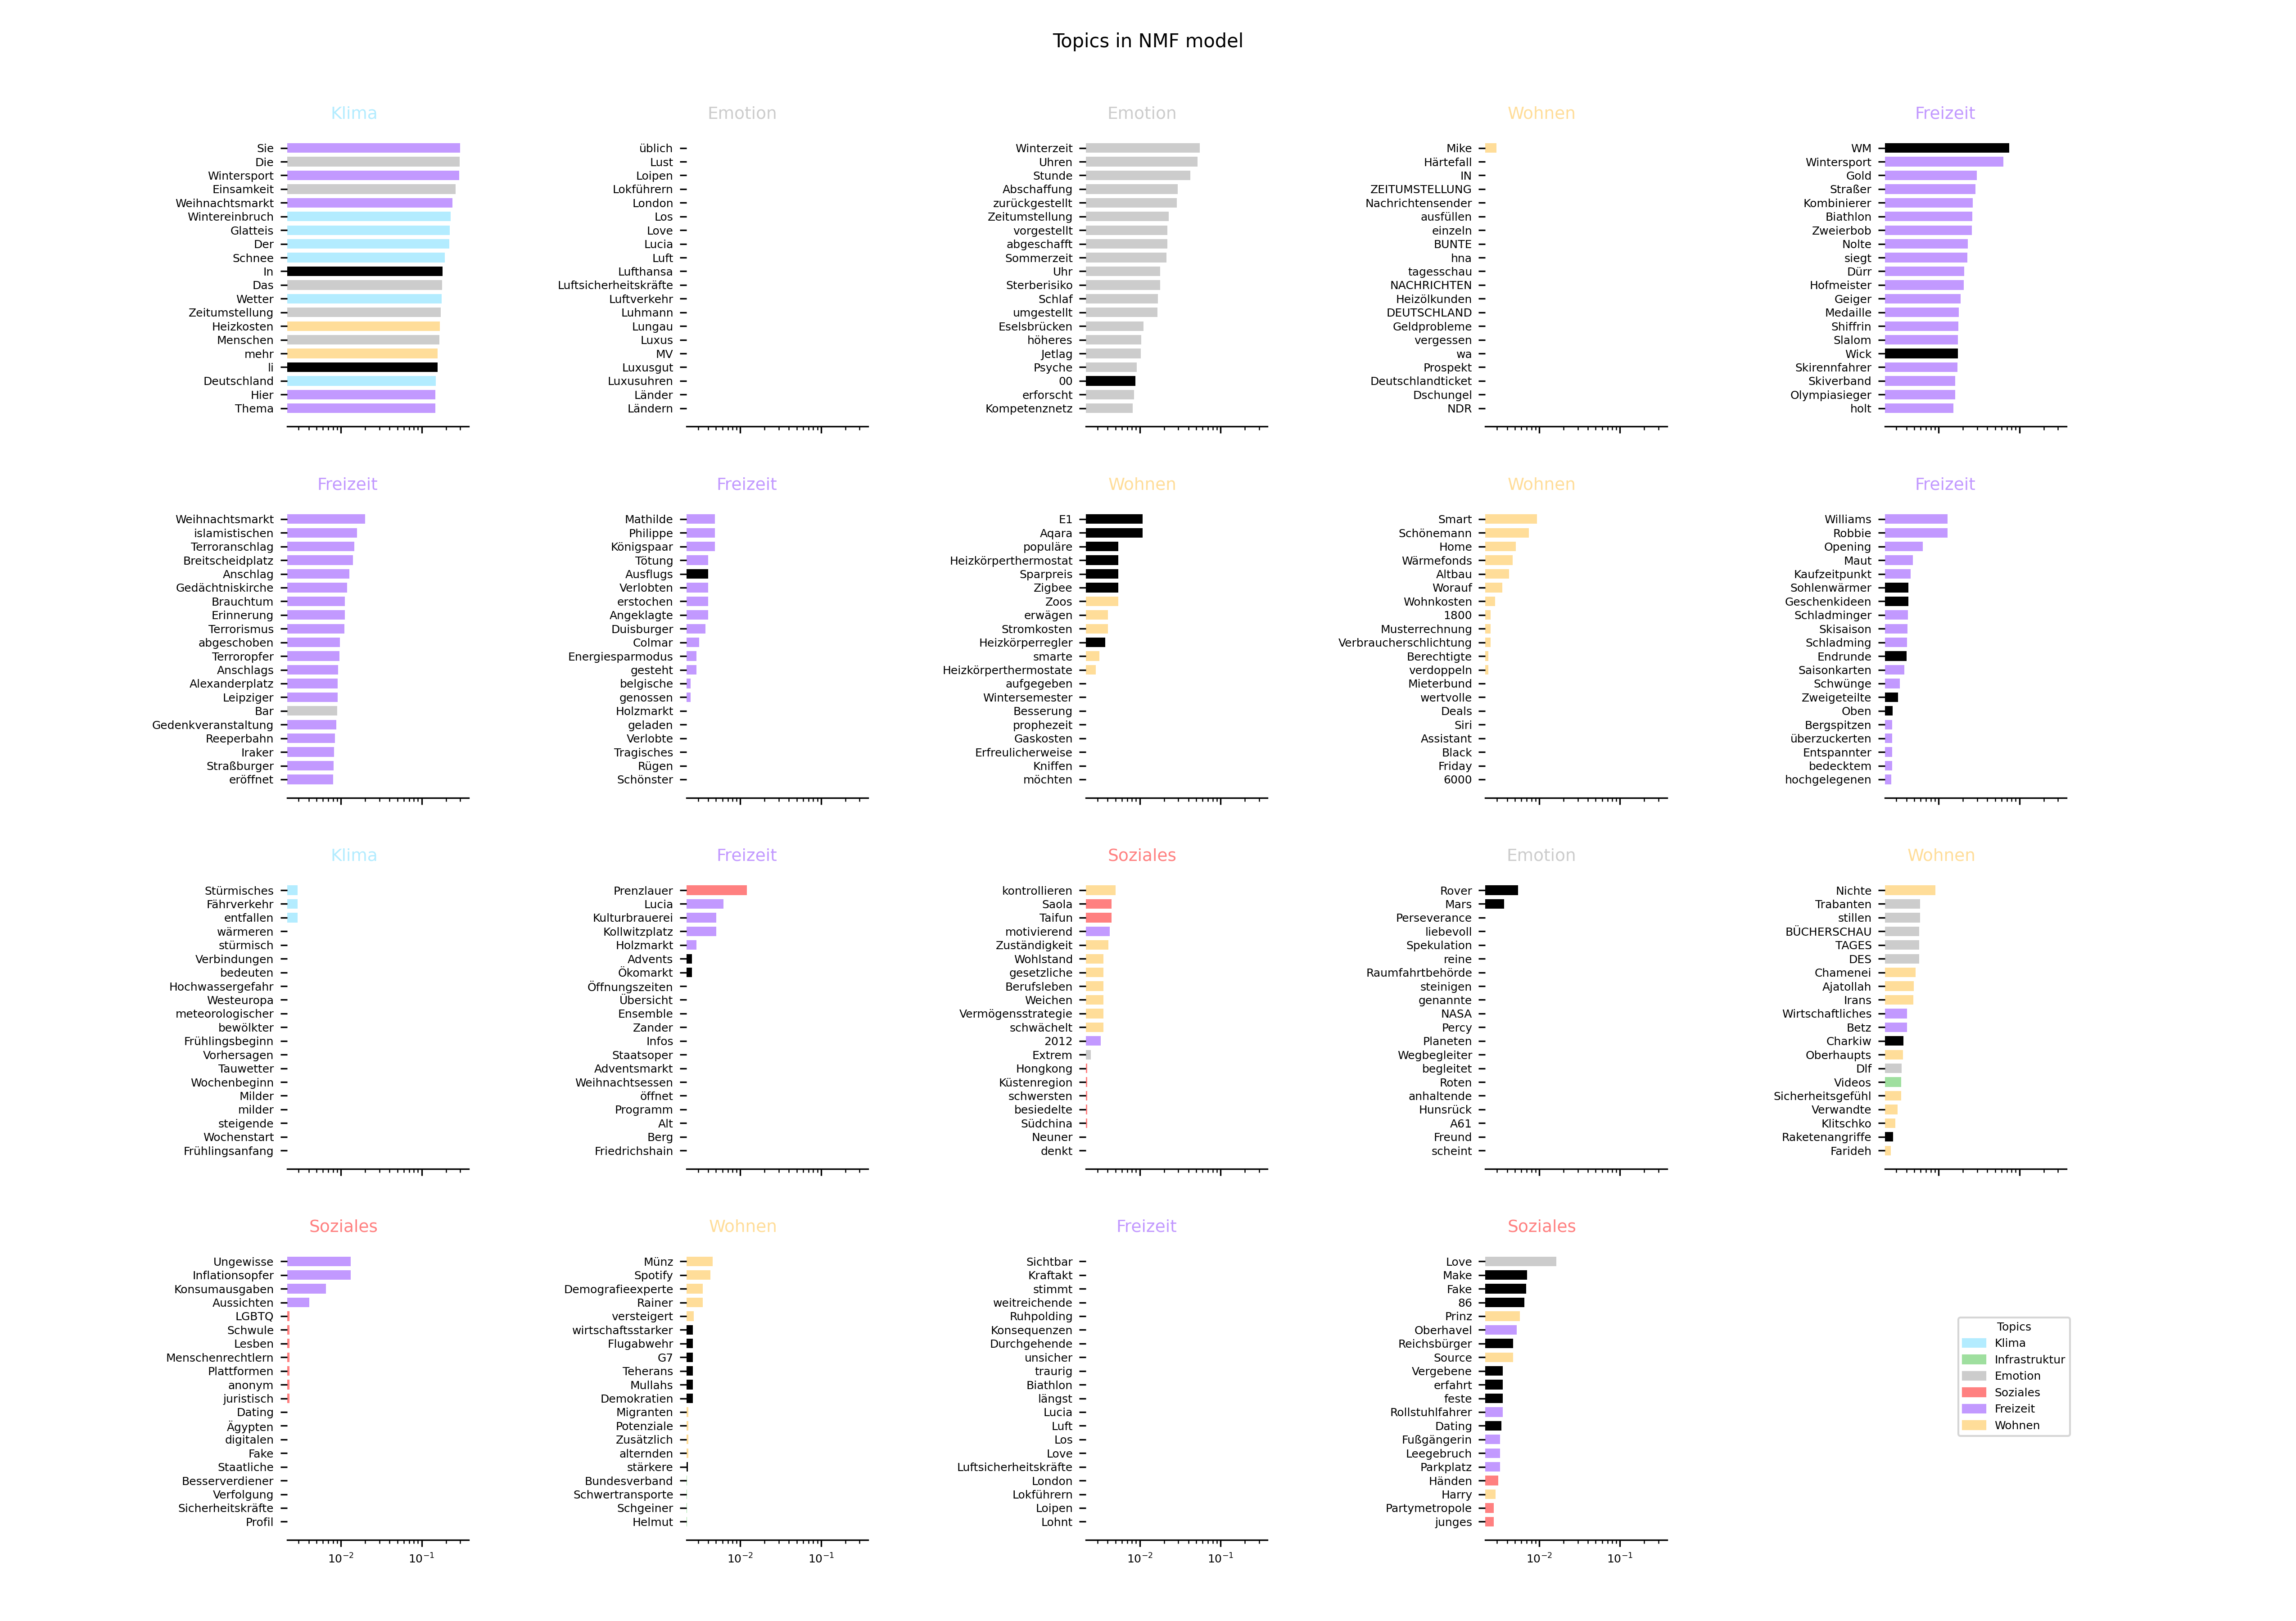 Topics in NMF model
Klima
Sie
Die
Wintersport
Einsamkeit
Weihnachtsmarkt
Wintereinbruch
Glatteis
Der
Schnee
In
Das
Wetter
Zeitumstellung
Heizkosten
Menschen
mehr
li
Deutschland
Hier
Thema
Emotion
üblich
Lust
Loipen
Lokführern
London
Los
Love
Lucia
Luft
Lufthansa
Luftsicherheitskräfte
Luftverkehr
Luhmann
Lungau
Luxus
MV
Luxusgut
Luxusuhren
Länder
Ländern
Emotion
Winterzeit
Uhren
Stunde
Abschaffung
zurückgestellt
Zeitumstellung
vorgestellt
abgeschafft
Sommerzeit
Uhr
Sterberisiko
Schlaf
umgestellt
Eselsbrücken
höheres
Jetlag
Psyche
00
erforscht
Kompetenznetz
Wohnen
Mike
Härtefall
IN
ZEITUMSTELLUNG
Nachrichtensender
ausfüllen
einzeln
BUNTE
hna
tagesschau
NACHRICHTEN
Heizölkunden
DEUTSCHLAND
Geldprobleme
vergessen
wa
Prospekt
Deutschlandticket
Dschungel
NDR
Freizeit
WM
Wintersport
Gold
Straßer
Kombinierer
Biathlon
Zweierbob
Nolte
siegt
Dürr
Hofmeister
Geiger
Medaille
Shiffrin
Slalom
Wick
Skirennfahrer
Skiverband
Olympiasieger
holt
Freizeit
Weihnachtsmarkt
islamistischen
Terroranschlag
Breitscheidplatz
Anschlag
Gedächtniskirche
Brauchtum
Erinnerung
Terrorismus
abgeschoben
Terroropfer
Anschlags
Alexanderplatz
Leipziger
Bar
Gedenkveranstaltung
Reeperbahn
Iraker
Straßburger
eröffnet
Freizeit
Mathilde
Philippe
Königspaar
Tötung
Ausflugs
Verlobten
erstochen
Angeklagte
Duisburger
Colmar
Energiesparmodus
gesteht
belgische
genossen
Holzmarkt
geladen
Verlobte
Tragisches
Rügen
Schönster
Wohnen
E1
Aqara
populäre
Heizkörperthermostat
Sparpreis
Zigbee
Zoos
erwägen
Stromkosten
Heizkörperregler
smarte
Heizkörperthermostate
aufgegeben
Wintersemester
Besserung
prophezeit
Gaskosten
Erfreulicherweise
Kniffen
möchten
Wohnen
Smart
Schönemann
Home
Wärmefonds
Altbau
Worauf
Wohnkosten
1800
Musterrechnung
Verbraucherschlichtung
Berechtigte
verdoppeln
Mieterbund
wertvolle
Deals
Siri
Assistant
Black
Friday
6000
Freizeit
Williams
Robbie
Opening
Maut
Kaufzeitpunkt
Sohlenwärmer
Geschenkideen
Schladminger
Skisaison
Schladming
Endrunde
Saisonkarten
Schwünge
Zweigeteilte
Oben
Bergspitzen
überzuckerten
Entspannter
bedecktem
hochgelegenen
Klima
Stürmisches
Fährverkehr
entfallen
wärmeren
stürmisch
Verbindungen
bedeuten
Hochwassergefahr
Westeuropa
meteorologischer
bewölkter
Frühlingsbeginn
Vorhersagen
Tauwetter
Wochenbeginn
Milder
milder
steigende
Wochenstart
Frühlingsanfang
Freizeit
Prenzlauer
Lucia
Kulturbrauerei
Kollwitzplatz
Holzmarkt
Advents
Ökomarkt
Öffnungszeiten
Übersicht
Ensemble
Zander
Infos
Staatsoper
Adventsmarkt
Weihnachtsessen
öffnet
Programm
Alt
Berg
Friedrichshain
Soziales
kontrollieren
Saola
Taifun
motivierend
Zuständigkeit
Wohlstand
gesetzliche
Berufsleben
Weichen
Vermögensstrategie
schwächelt
2012
Extrem
Hongkong
Küstenregion
schwersten
besiedelte
Südchina
Neuner
denkt
Emotion
Rover
Mars
Perseverance
liebevoll
Spekulation
reine
Raumfahrtbehörde
steinigen
genannte
NASA
Percy
Planeten
Wegbegleiter
begleitet
Roten
anhaltende
Hunsrück
A61
Freund
scheint
Wohnen
Nichte
Trabanten
stillen
BÜCHERSCHAU
TAGES
DES
Chamenei
Ajatollah
Irans
Wirtschaftliches
Betz
Charkiw
Oberhaupts
Dlf
Videos
Sicherheitsgefühl
Verwandte
Klitschko
Raketenangriffe
Farideh
Soziales
Ungewisse
Inflationsopfer
Konsumausgaben
Aussichten
LGBTQ
Schwule
Lesben
Menschenrechtlern
Plattformen
anonym
juristisch
Dating
Ägypten
digitalen
Fake
Staatliche
Besserverdiener
Verfolgung
Sicherheitskräfte
Profil
10⁻² 10⁻¹
Wohnen
Münz
Spotify
Demografieexperte
Rainer
versteigert
wirtschaftsstarker
Flugabwehr
G7
Teherans
Mullahs
Demokratien
Migranten
Potenziale
Zusätzlich
alternden
stärkere
Bundesverband
Schwertransporte
Schgeiner
Helmut
10⁻² 10⁻¹
Freizeit
Sichtbar
Kraftakt
stimmt
weitreichende
Ruhpolding
Konsequenzen
Durchgehende
unsicher
traurig
Biathlon
längst
Lucia
Luft
Los
Love
Luftsicherheitskräfte
London
Lokführern
Loipen
Lohnt
10⁻² 10⁻¹
Soziales
Love
Make
Fake
86
Prinz
Oberhavel
Reichsbürger
Source
Vergebene
erfahrt
feste
Rollstuhlfahrer
Dating
Fußgängerin
Leegebruch
Parkplatz
Händen
Harry
Partymetropole
junges
10⁻² 10⁻¹
Topics
Klima
Infrastruktur
Emotion
Soziales
Freizeit
Wohnen